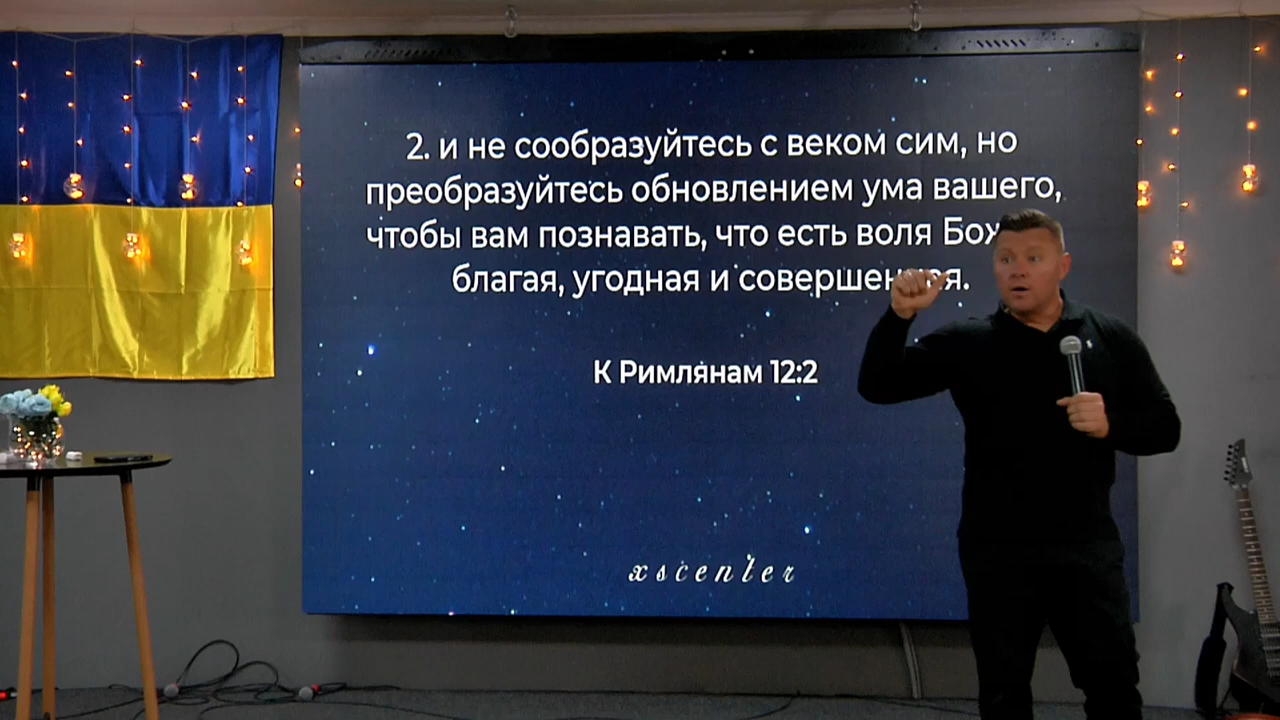 2. и не сообразуйтесь с веком сим, но
преобразуйтесь обновлением ума вашего,
чтобы вам познавать, что есть воля
благая, угодная и
К Римлянам 12:2
xscenter